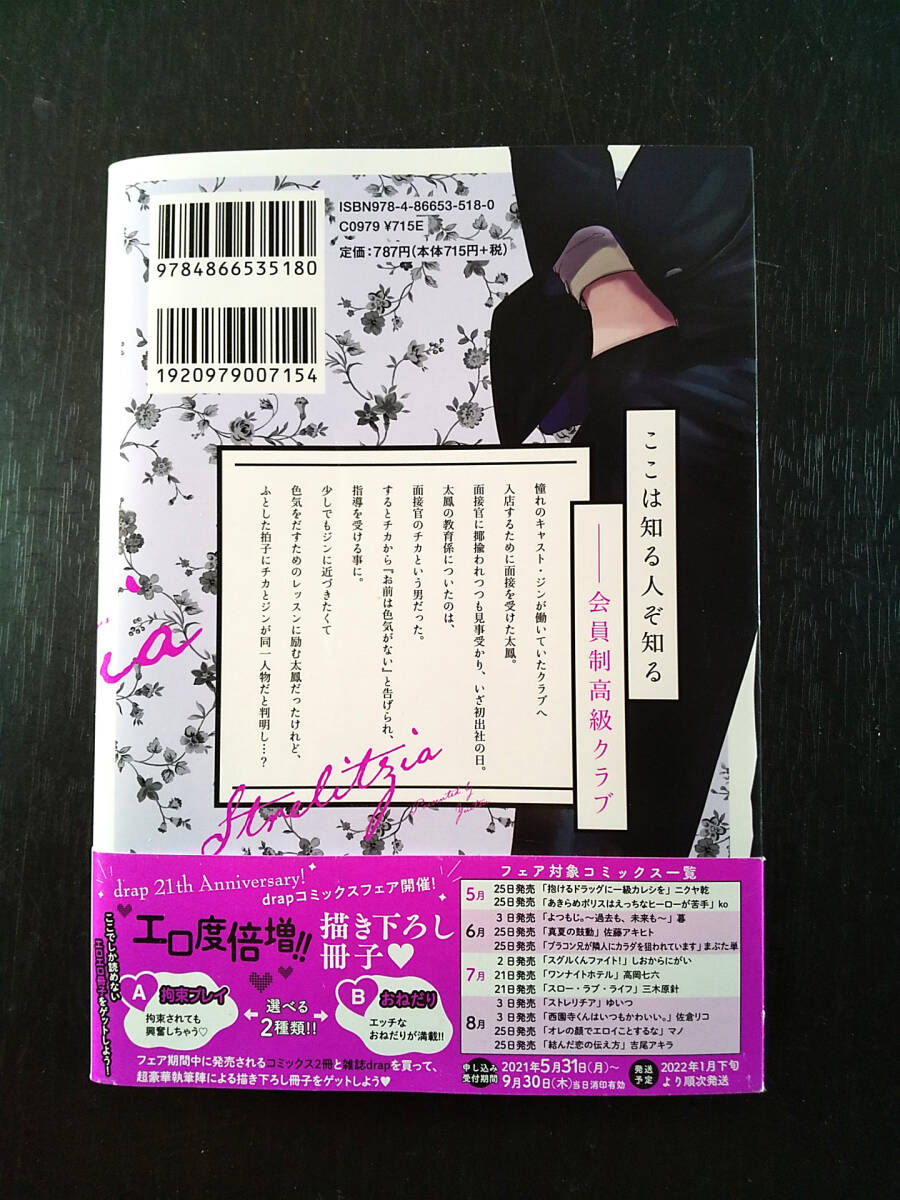 ISBN978-4-86653-518-0
C0979 ¥715E
定価:787円(本体715円+税)
9784866535180
1920979007154
ここは知る人ぞ知る
──会員制高級クラブ
憧れのキャスト・ジンが働いていたクラブへ
入店するために面接を受けた太鳳。
面接官に揶揄われつつも見事受かり、いざ初出社の日。
太鳳の教育係についたのは、
面接官のチカという男だった。
するとチカから『お前は色気がない』と告げられ、
指導を受ける事に。
少しでもジンに近づきたくて
色気をだすためのレッスンに励む太鳳だったけれど、
ふとした拍子にチカとジンが同一人物だと判明し…?
ia
Strelitzia
Presented by
drap 21th Anniversary!
drapコミックスフェア開催!
エロ度倍増!!
描き下ろし
冊子♥
ここでしか読めない
エロエロ冊子をゲットしよう!
A 拘束プレイ
拘束されても
興奮しちゃう♡
選べる
2種類!!
B おねだり
エッチな
おねだりが満載!!
フェア期間中に発売されるコミックス2冊と雑誌drapを買って、
超豪華執筆陣による描き下ろし冊子をゲットしよう♥
フェア対象コミックス一覧
5月
25日発売 「抱けるドラッグに一級カレシを」ニクヤ乾
25日発売 「あきらめポリスはえっちなヒーローが苦手」ko
6月
3日発売 「よつもじ。～過去も、未来も～」暮
25日発売 「真夏の鼓動」佐藤アキヒト
25日発売 「ブラコン兄が隣人にカラダを狙われています」まぶた単
7月
2日発売 「スグルくんファイト!」しおからにがい
21日発売 「ワンナイトホテル」高岡七六
21日発売 「スロー・ラブ・ライフ」三木原針
8月
3日発売 「ストレリチア」ゆいつ
3日発売 「西園寺くんはいつもかわいい。」佐倉リコ
25日発売 「オレの顔でエロイことするな」マノ
25日発売 「結んだ恋の伝え方」吉尾アキラ
申し込み受付期間
2021年5月31日(月)～
9月30日(木)当日消印有効
発送予定
2022年1月下旬
より順次発送